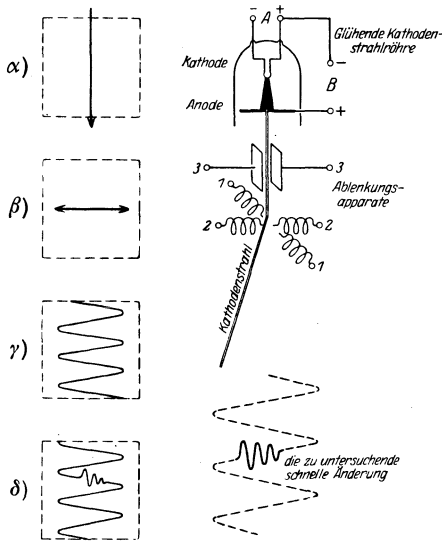 - A +
Glühende Kathoden-
strahlröhre
α)
Kathode
-
B
Anode
+
3
3
1
Ablenkungs-
apparate
β)
2
2
1
Kathodenstrahl
γ)
δ)
die zu untersuchende
schnelle Änderung